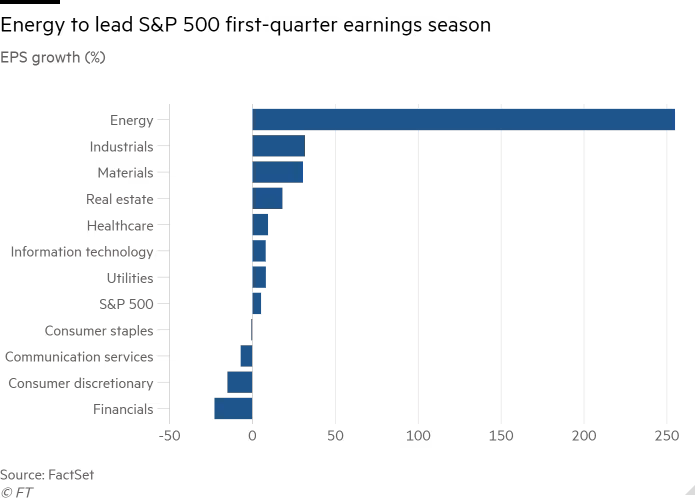 Energy to lead S&P 500 first-quarter earnings season
EPS growth (%)
Energy
Industrials
Materials
Real estate
Healthcare
Information technology
Utilities
S&P 500
Consumer staples
Communication services
Consumer discretionary
Financials
-50 0 50 100 150 200 250
Source: FactSet
© FT